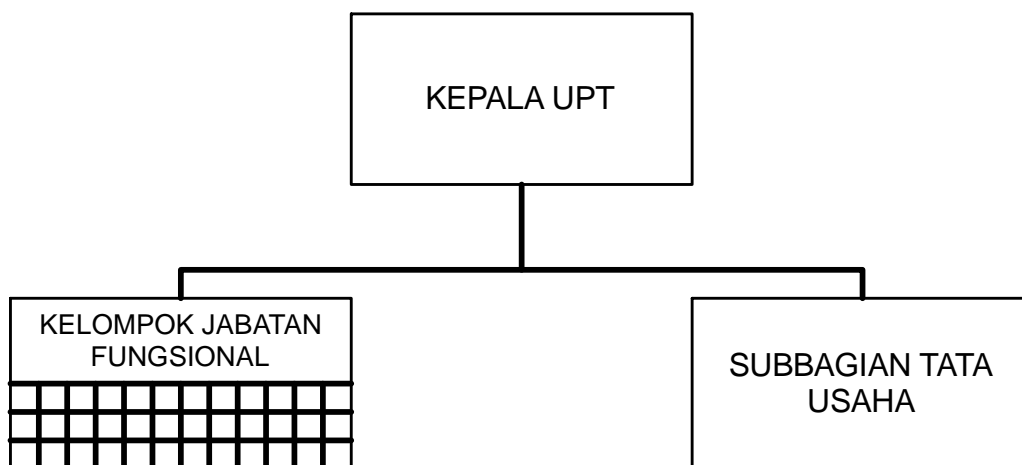 KEPALA UPT
KELOMPOK JABATAN
FUNGSIONAL
SUBBAGIAN TATA
USAHA